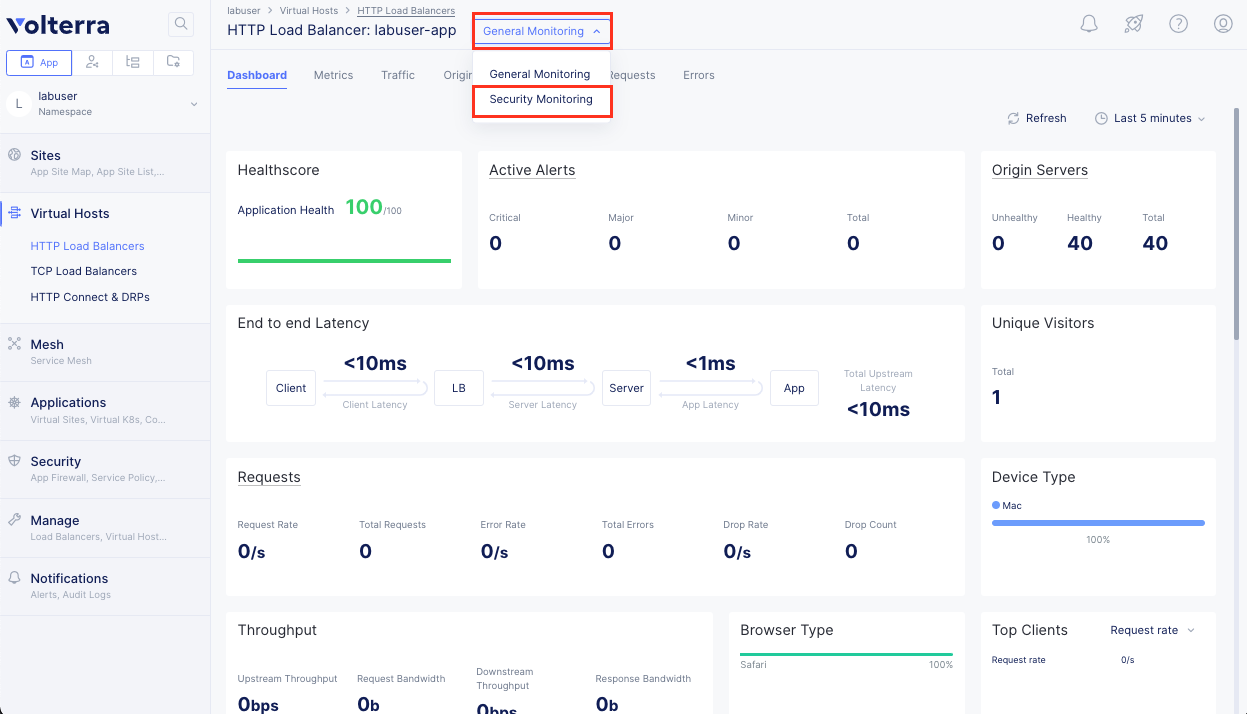 Volterra
App
L
labuser
Namespace
Sites
App Site Map, App Site List,...
Virtual Hosts
HTTP Load Balancers
TCP Load Balancers
HTTP Connect & DRPs
Mesh
Service Mesh
Applications
Virtual Sites, Virtual K8s, Co...
Security
App Firewall, Service Policy,...
Manage
Load Balancers, Virtual Host...
Notifications
Alerts, Audit Logs
labuser > Virtual Hosts > HTTP Load Balancers
HTTP Load Balancer: labuser-app
General Monitoring
General Monitoring
Security Monitoring
Dashboard Metrics Traffic Origin Requests Errors
Refresh Last 5 minutes
Healthscore
Application Health 100/100
Active Alerts
Critical Major Minor Total
0 0 0 0
Origin Servers
Unhealthy Healthy Total
0 40 40
End to end Latency
<10ms <10ms <1ms
Client LB Server App
Client Latency Server Latency App Latency
Total Upstream
Latency
<10ms
Unique Visitors
Total
1
Requests
Request Rate Total Requests Error Rate Total Errors Drop Rate Drop Count
0/s 0 0/s 0 0/s 0
Device Type
Mac
100%
Throughput
Upstream Throughput Request Bandwidth Downstream Throughput Response Bandwidth
0bps 0b 0bps 0b
Browser Type
Safari 100%
Top Clients Request rate
Request rate 0/s